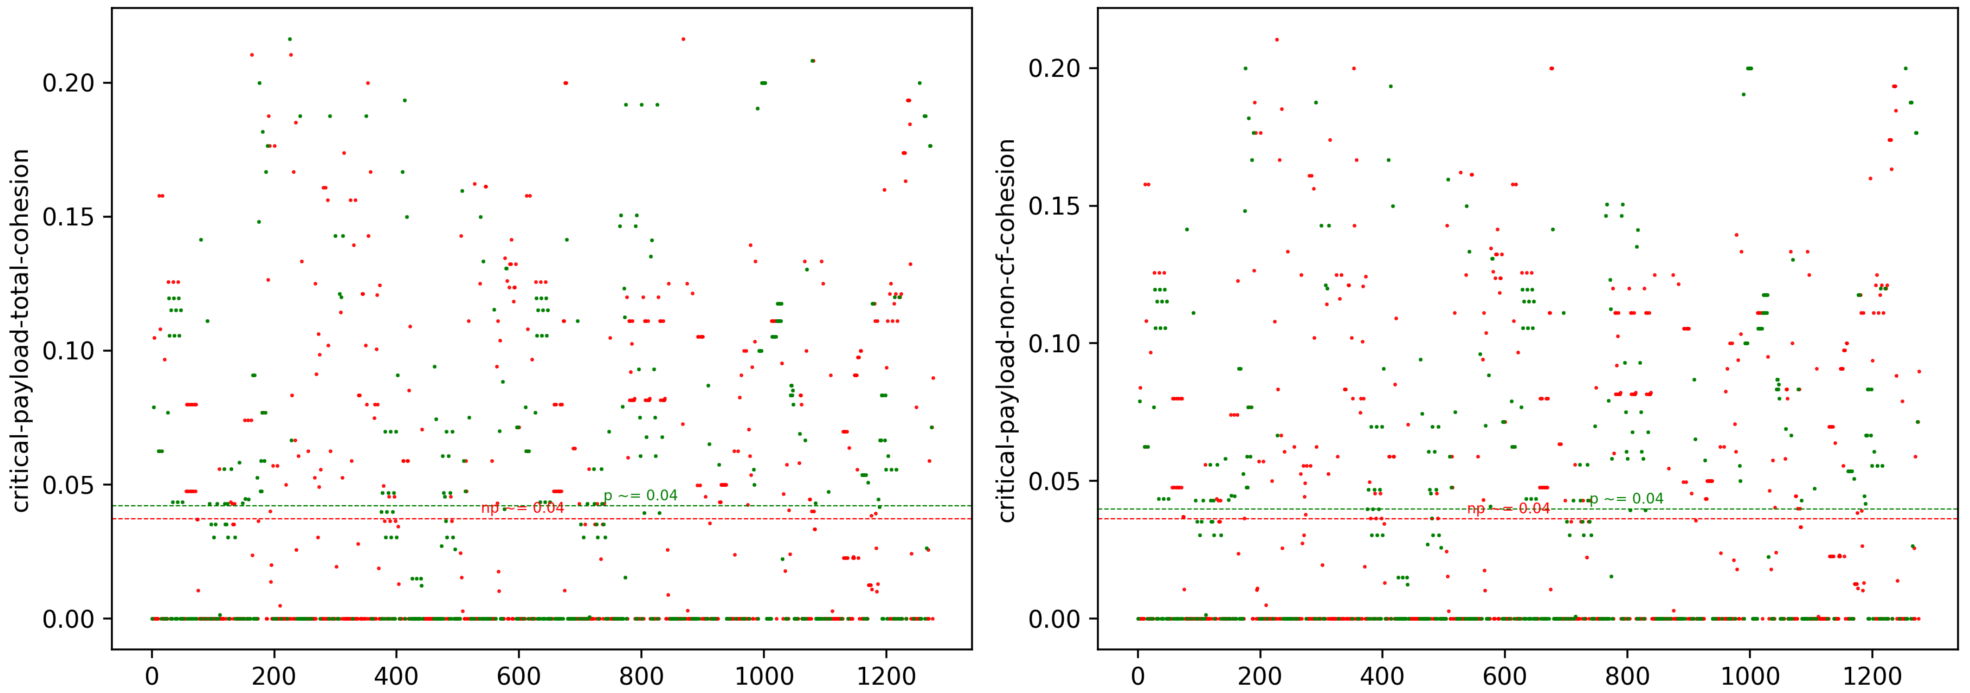 critical-payload-total-cohesion
0.20
0.15
0.10
0.05
0.00
p ~= 0.04
np ~= 0.04
0 200 400 600 800 1000 1200
critical-payload-non-cf-cohesion
0.20
0.15
0.10
0.05
0.00
p ~= 0.04
np ~= 0.04
0 200 400 600 800 1000 1200